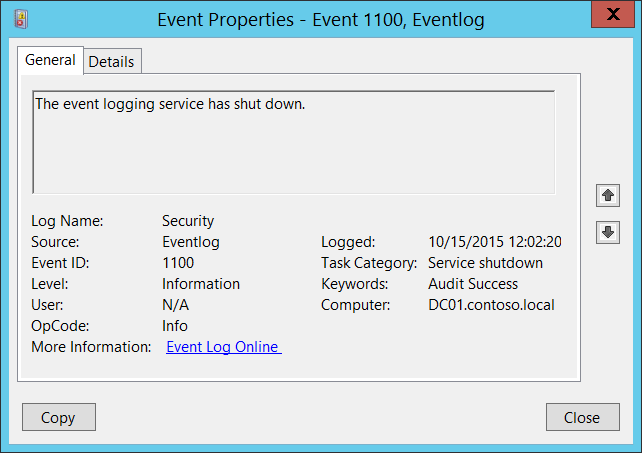 Event Properties - Event 1100, Eventlog
X
General Details
The event logging service has shut down.
Log Name: Security
Source: Eventlog Logged: 10/15/2015 12:02:20
Event ID: 1100 Task Category: Service shutdown
Level: Information Keywords: Audit Success
User: N/A Computer: DC01.contoso.local
OpCode: Info
More Information: Event Log Online
Copy Close